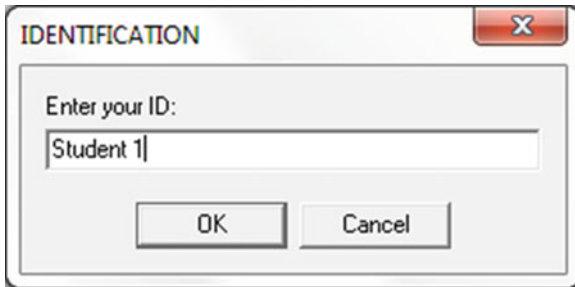 IDENTIFICATION
Enter your ID:
Student 1
OK
Cancel